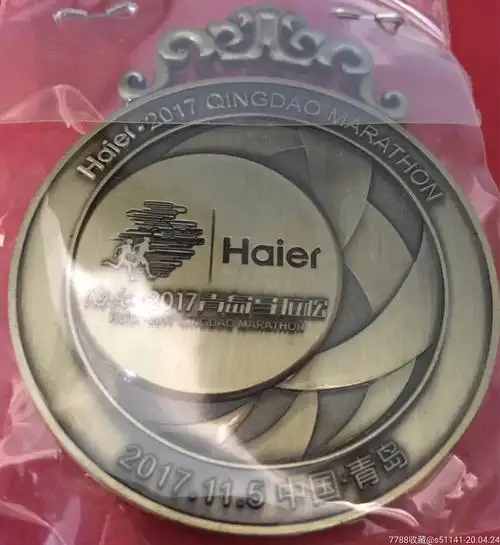 Haier·2017 QINGDAO MARATHON
Haier
海尔·2017青岛马拉松
QINGDAO MARATHON
2017.11.5 中国·青岛
7788收藏@s51141-20.04.24